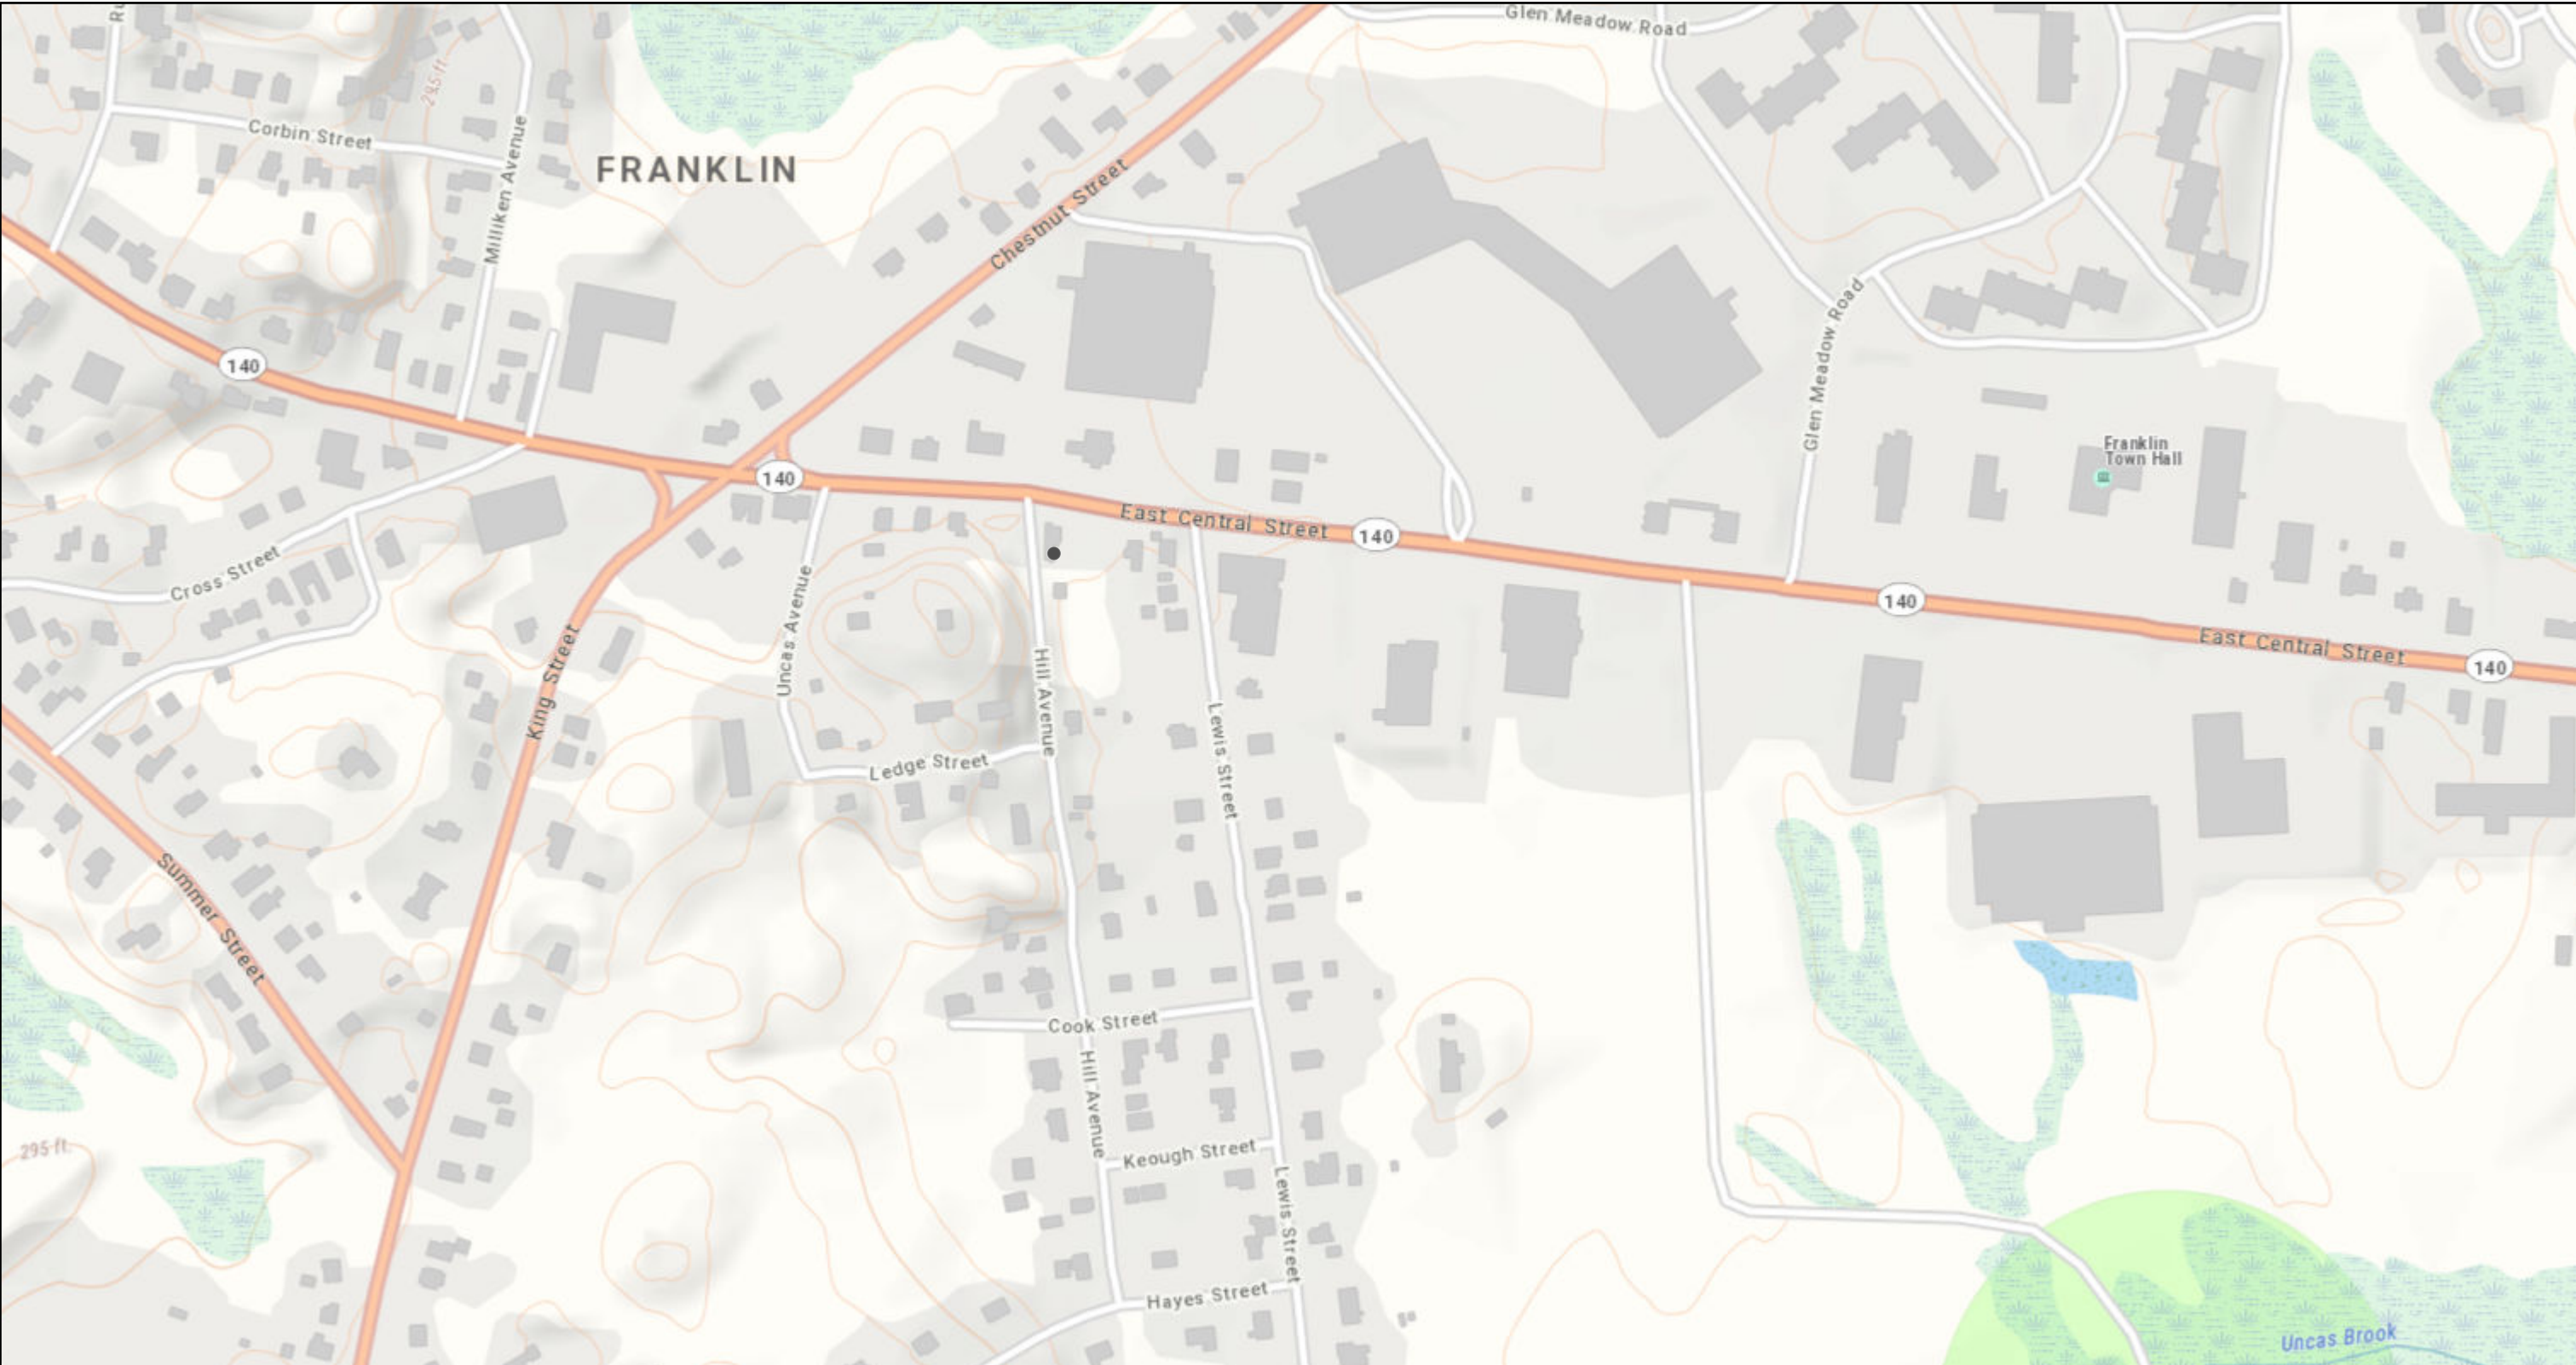 Glen Meadow Road
295 ft.
Corbin Street
Milliken Avenue
FRANKLIN
Chestnut Street
140
Glen Meadow Road
Franklin
Town Hall
140
East Central Street
140
Cross Street
Uncas Avenue
140
King Street
Hill Avenue
East Central Street
140
Lewis Street
Ledge Street
Summer Street
Cook Street
Hill Avenue
295 ft.
Keough Street
Lewis Street
Hayes Street
Uncas Brook